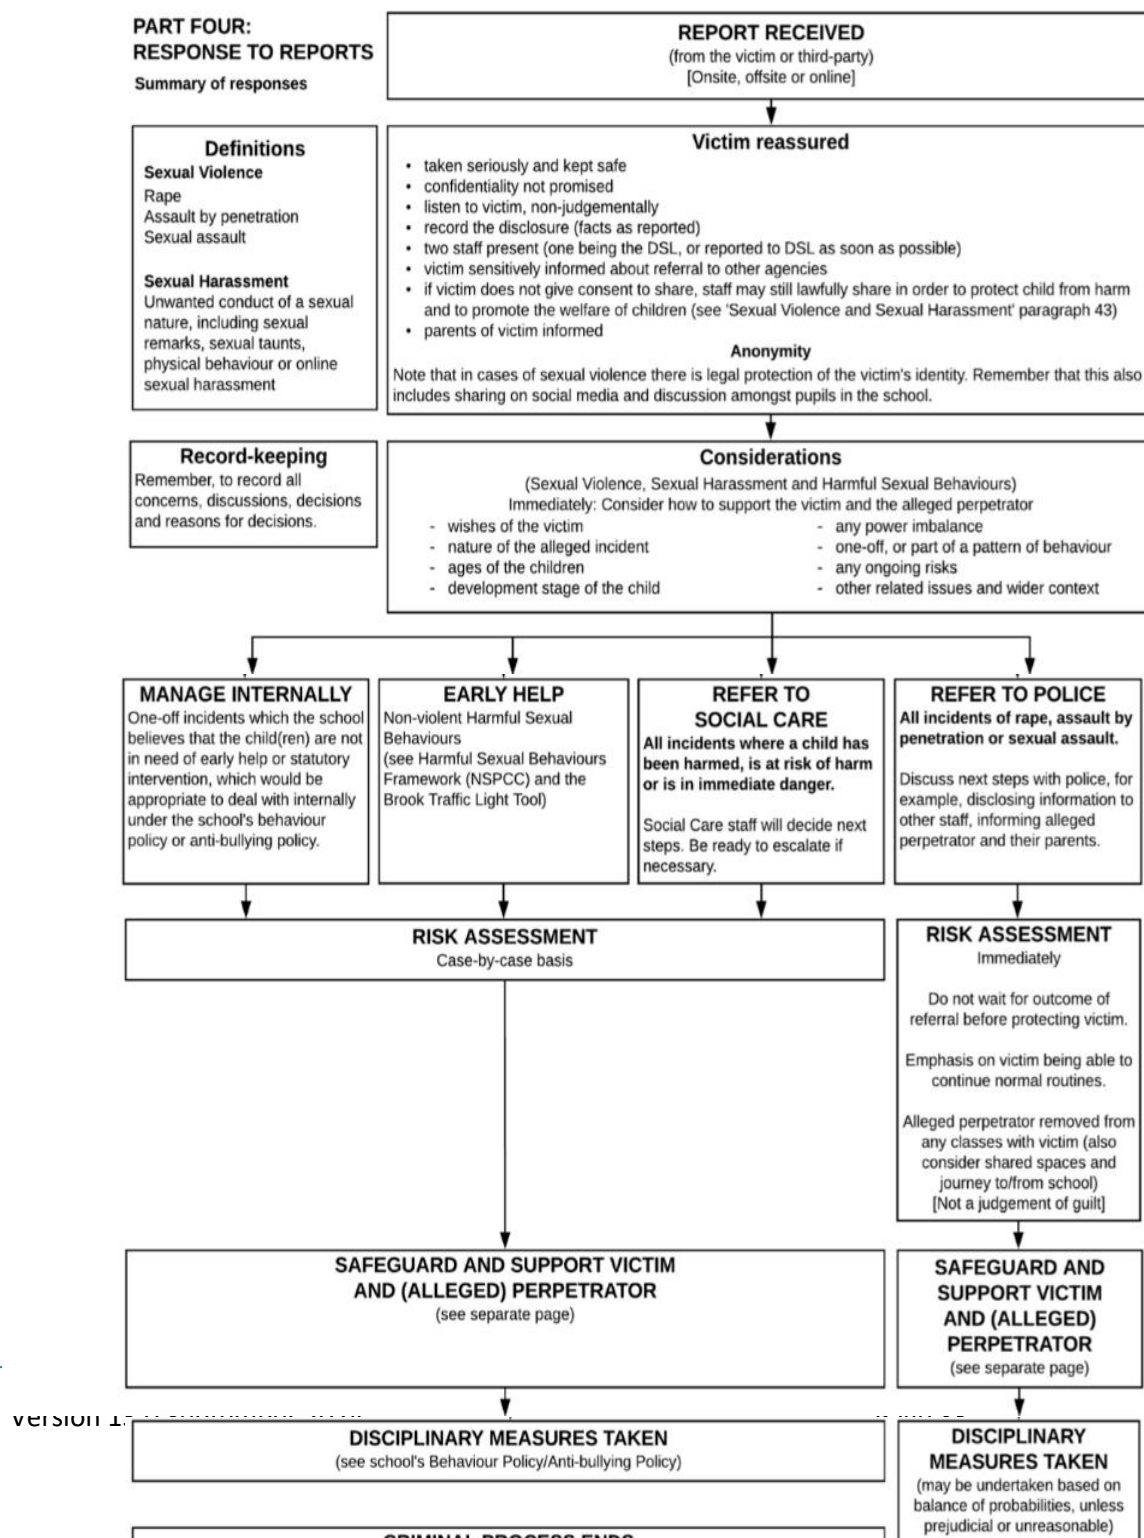 PART FOUR:
RESPONSE TO REPORTS
Summary of responses
REPORT RECEIVED
(from the victim or third-party)
[Onsite, offsite or online]
Definitions
Sexual Violence
Rape
Assault by penetration
Sexual assault
Sexual Harassment
Unwanted conduct of a sexual
nature, including sexual
remarks, sexual taunts,
physical behaviour or online
sexual harassment
Victim reassured
• taken seriously and kept safe
• confidentiality not promised
• listen to victim, non-judgementally
• record the disclosure (facts as reported)
• two staff present (one being the DSL, or reported to DSL as soon as possible)
• victim sensitively informed about referral to other agencies
• if victim does not give consent to share, staff may still lawfully share in order to protect child from harm
and to promote the welfare of children (see 'Sexual Violence and Sexual Harassment' paragraph 43)
• parents of victim informed
Anonymity
Note that in cases of sexual violence there is legal protection of the victim's identity. Remember that this also
includes sharing on social media and discussion amongst pupils in the school.
Record-keeping
Remember, to record all
concerns, discussions, decisions
and reasons for decisions.
Considerations
(Sexual Violence, Sexual Harassment and Harmful Sexual Behaviours)
Immediately: Consider how to support the victim and the alleged perpetrator
- wishes of the victim
- nature of the alleged incident
- ages of the children
- development stage of the child
- any power imbalance
- one-off, or part of a pattern of behaviour
- any ongoing risks
- other related issues and wider context
MANAGE INTERNALLY
One-off incidents which the school
believes that the child(ren) are not
in need of early help or statutory
intervention, which would be
appropriate to deal with internally
under the school's behaviour
policy or anti-bullying policy.
EARLY HELP
Non-violent Harmful Sexual
Behaviours
(see Harmful Sexual Behaviours
Framework (NSPCC) and the
Brook Traffic Light Tool)
REFER TO
SOCIAL CARE
All incidents where a child has
been harmed, is at risk of harm
or is in immediate danger.
Social Care staff will decide next
steps. Be ready to escalate if
necessary.
REFER TO POLICE
All incidents of rape, assault by
penetration or sexual assault.
Discuss next steps with police, for
example, disclosing information to
other staff, informing alleged
perpetrator and their parents.
RISK ASSESSMENT
Case-by-case basis
RISK ASSESSMENT
Immediately
Do not wait for outcome of
referral before protecting victim.
Emphasis on victim being able to
continue normal routines.
Alleged perpetrator removed from
any classes with victim (also
consider shared spaces and
journey to/from school)
[Not a judgement of guilt]
SAFEGUARD AND SUPPORT VICTIM
AND (ALLEGED) PERPETRATOR
(see separate page)
SAFEGUARD AND
SUPPORT VICTIM
AND (ALLEGED)
PERPETRATOR
(see separate page)
Version
DISCIPLINARY MEASURES TAKEN
(see school's Behaviour Policy/Anti-bullying Policy)
DISCIPLINARY
MEASURES TAKEN
(may be undertaken based on
balance of probabilities, unless
prejudicial or unreasonable)
CRIMINAL PROCESS ENDS